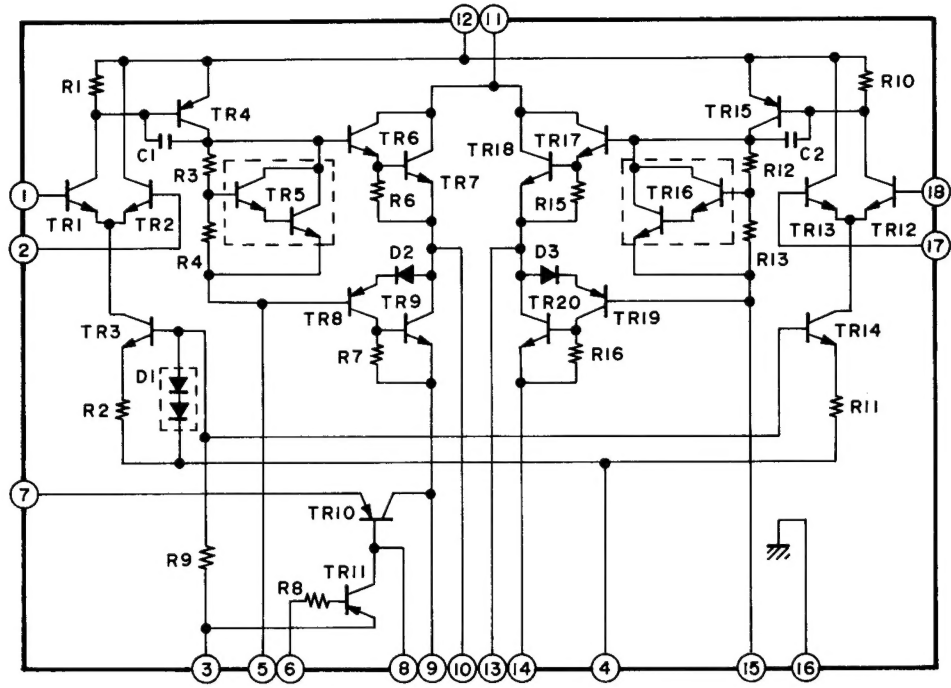 12 11
R1 R10
TR4 TR15
C1 TR6 TR17 C2
R3 TR18 R12
TR5 TR7 TR16
1 TR1 TR2 R6 R15 TR13 TR12 18
2 R4 R13 17
D2 D3
TR9 TR20
TR3 TR8 TR19 TR14
R7 R16
D1
R2 R11
7
TR10
R9 TR11
R8
3 5 6 8 9 10 13 14 4 15 16